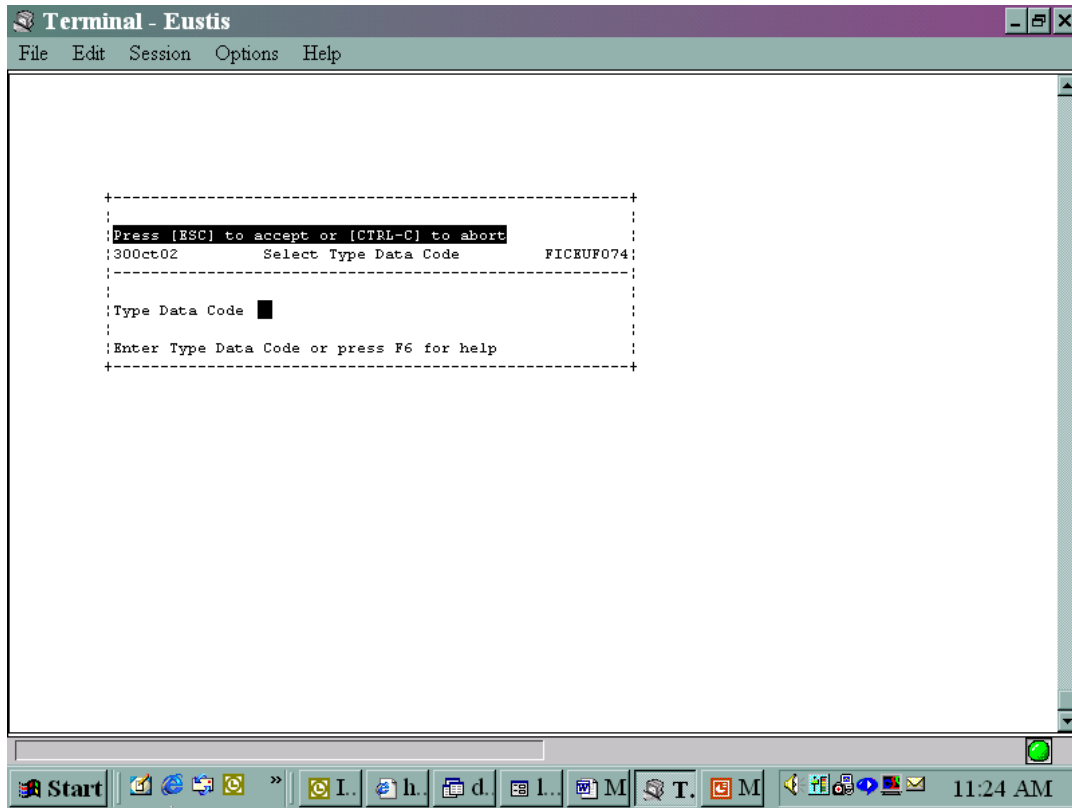 Terminal - Eustis
File Edit Session Options Help
Press [ESC] to accept or [CTRL-C] to abort
30Oct02 Select Type Data Code FICEUF074
Type Data Code
Enter Type Data Code or press F6 for help
Start » I.. h.. d.. l... M T. M 11:24 AM